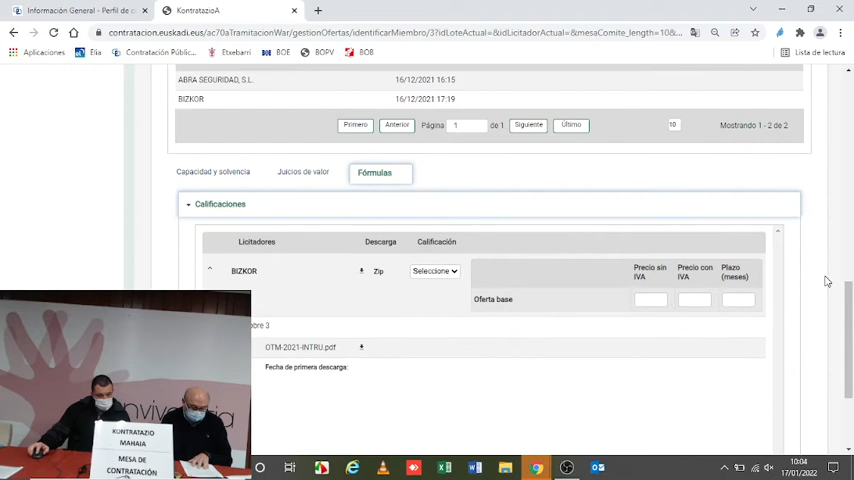 Información General - Perfil de c
KontratazioA
contratacion.euskadi.eus/ac70aTramitacionWar/gestionOfertas/identificarMiembro/3?idLoteActual=&idLicitadorActual=&mesaComite_length=10&...
Aplicaciones
Elia
Contratación Públic...
Etxebarri
BOE
BOPV
BOB
Lista de lectura
ABRA SEGURIDAD, S.L. 16/12/2021 16:15
BIZKOR 16/12/2021 17:19
Primero Anterior Página 1 de 1 Siguiente Último 10 Mostrando 1 - 2 de 2
Capacidad y solvencia Juicios de valor Fórmulas
Calificaciones
Licitadores Descarga Calificación
BIZKOR Zip Seleccione
Precio sin IVA Precio con IVA Plazo (meses)
Oferta base
obre 3
OTM-2021-INTRU.pdf
Fecha de primera descarga:
nvivencia
KONTRATAZIO
MAHAIA
MESA DE
CONTRATACIÓN
10:04
17/01/2022